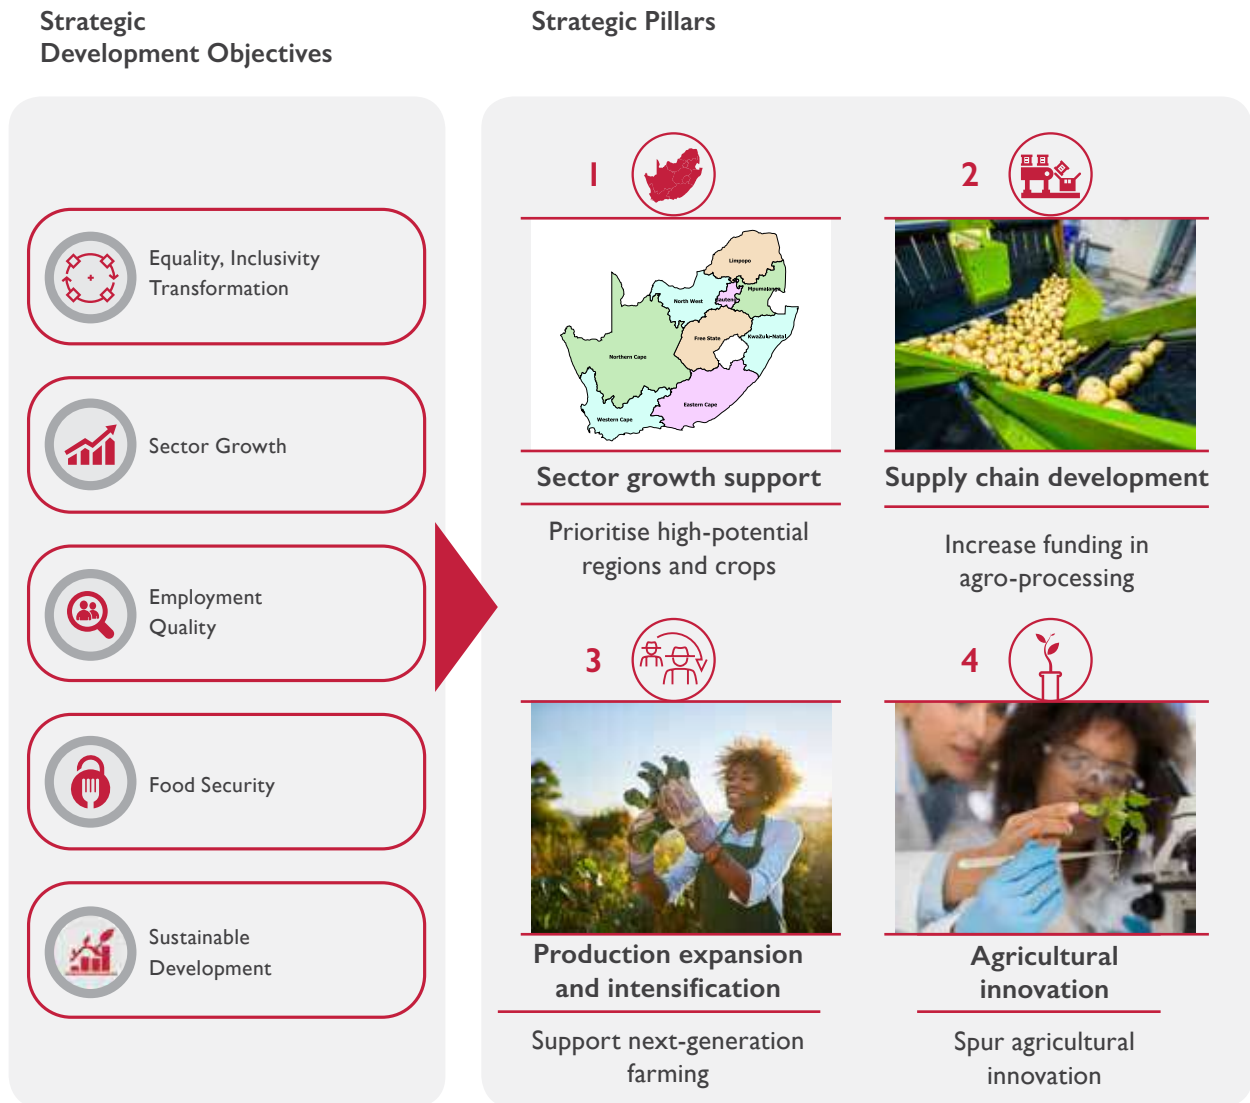 Strategic
Development Objectives
Strategic Pillars
Equality, Inclusivity
Transformation
Sector Growth
Employment
Quality
Food Security
Sustainable
Development
1
2
Limpopo
North West
Gauteng
Mpumalanga
Free State
KwaZulu-Natal
Northern Cape
Eastern Cape
Western Cape
Sector growth support
Prioritise high-potential
regions and crops
Supply chain development
Increase funding in
agro-processing
3
4
Production expansion
and intensification
Support next-generation
farming
Agricultural
innovation
Spur agricultural
innovation